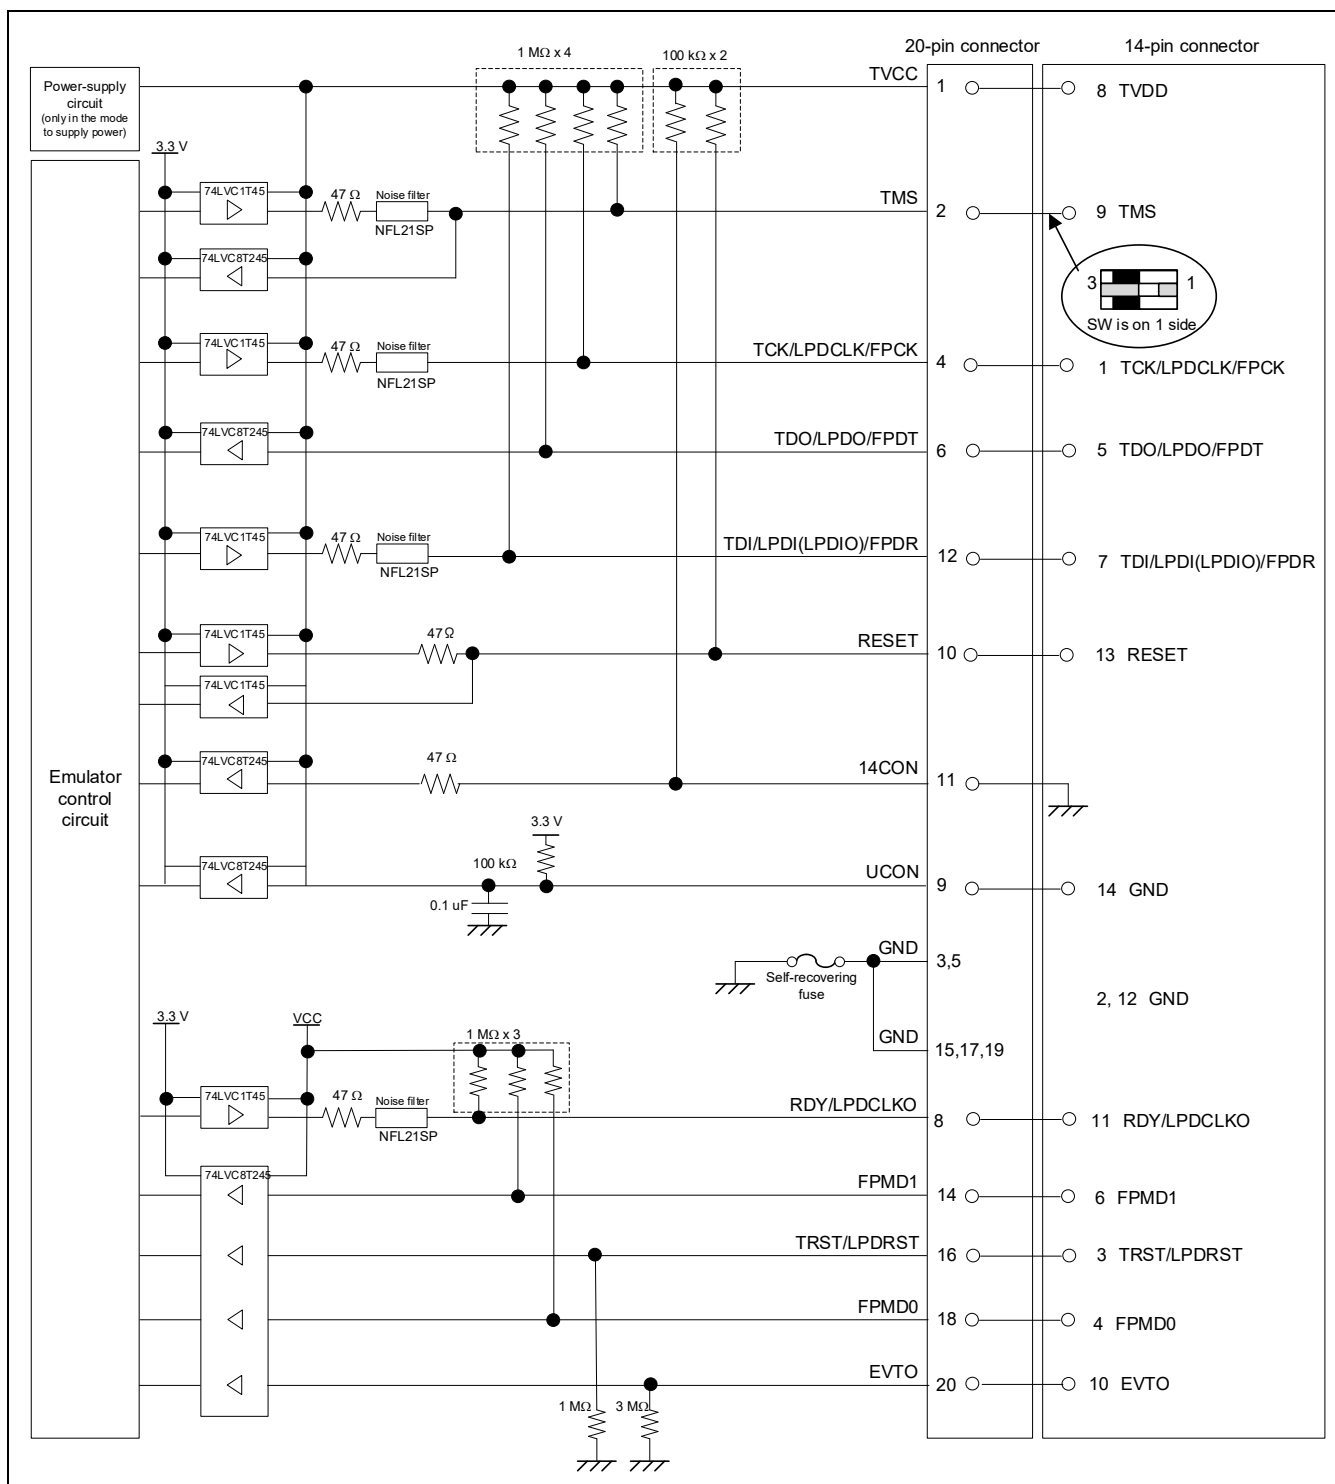 20-pin connector
14-pin connector
1 MΩ x 4
100 kΩ x 2
TVCC
1
8 TVDD
Power-supply
circuit
(only in the mode
to supply power)
3.3 V
74LVC1T45
47 Ω
Noise filter
NFL21SP
TMS
2
9 TMS
74LVC8T245
3
1
SW is on 1 side
74LVC1T45
47 Ω
Noise filter
NFL21SP
TCK/LPDCLK/FPCK
4
1 TCK/LPDCLK/FPCK
74LVC8T245
TDO/LPDO/FPDT
6
5 TDO/LPDO/FPDT
74LVC1T45
47 Ω
Noise filter
NFL21SP
TDI/LPDI(LPDIO)/FPDR
12
7 TDI/LPDI(LPDIO)/FPDR
74LVC1T45
47Ω
RESET
10
13 RESET
74LVC1T45
Emulator
control
circuit
74LVC8T245
47 Ω
14CON
11
3.3 V
74LVC8T245
100 kΩ
UCON
9
14 GND
0.1 uF
GND
3,5
Self-recovering
fuse
2, 12 GND
3.3 V
VCC
1 MΩ x 3
GND
15,17,19
74LVC1T45
47 Ω
Noise filter
NFL21SP
RDY/LPDCLKO
8
11 RDY/LPDCLKO
74LVC8T245
FPMD1
14
6 FPMD1
TRST/LPDRST
16
3 TRST/LPDRST
FPMD0
18
4 FPMD0
EVTO
20
10 EVTO
1 MΩ
3 MΩ